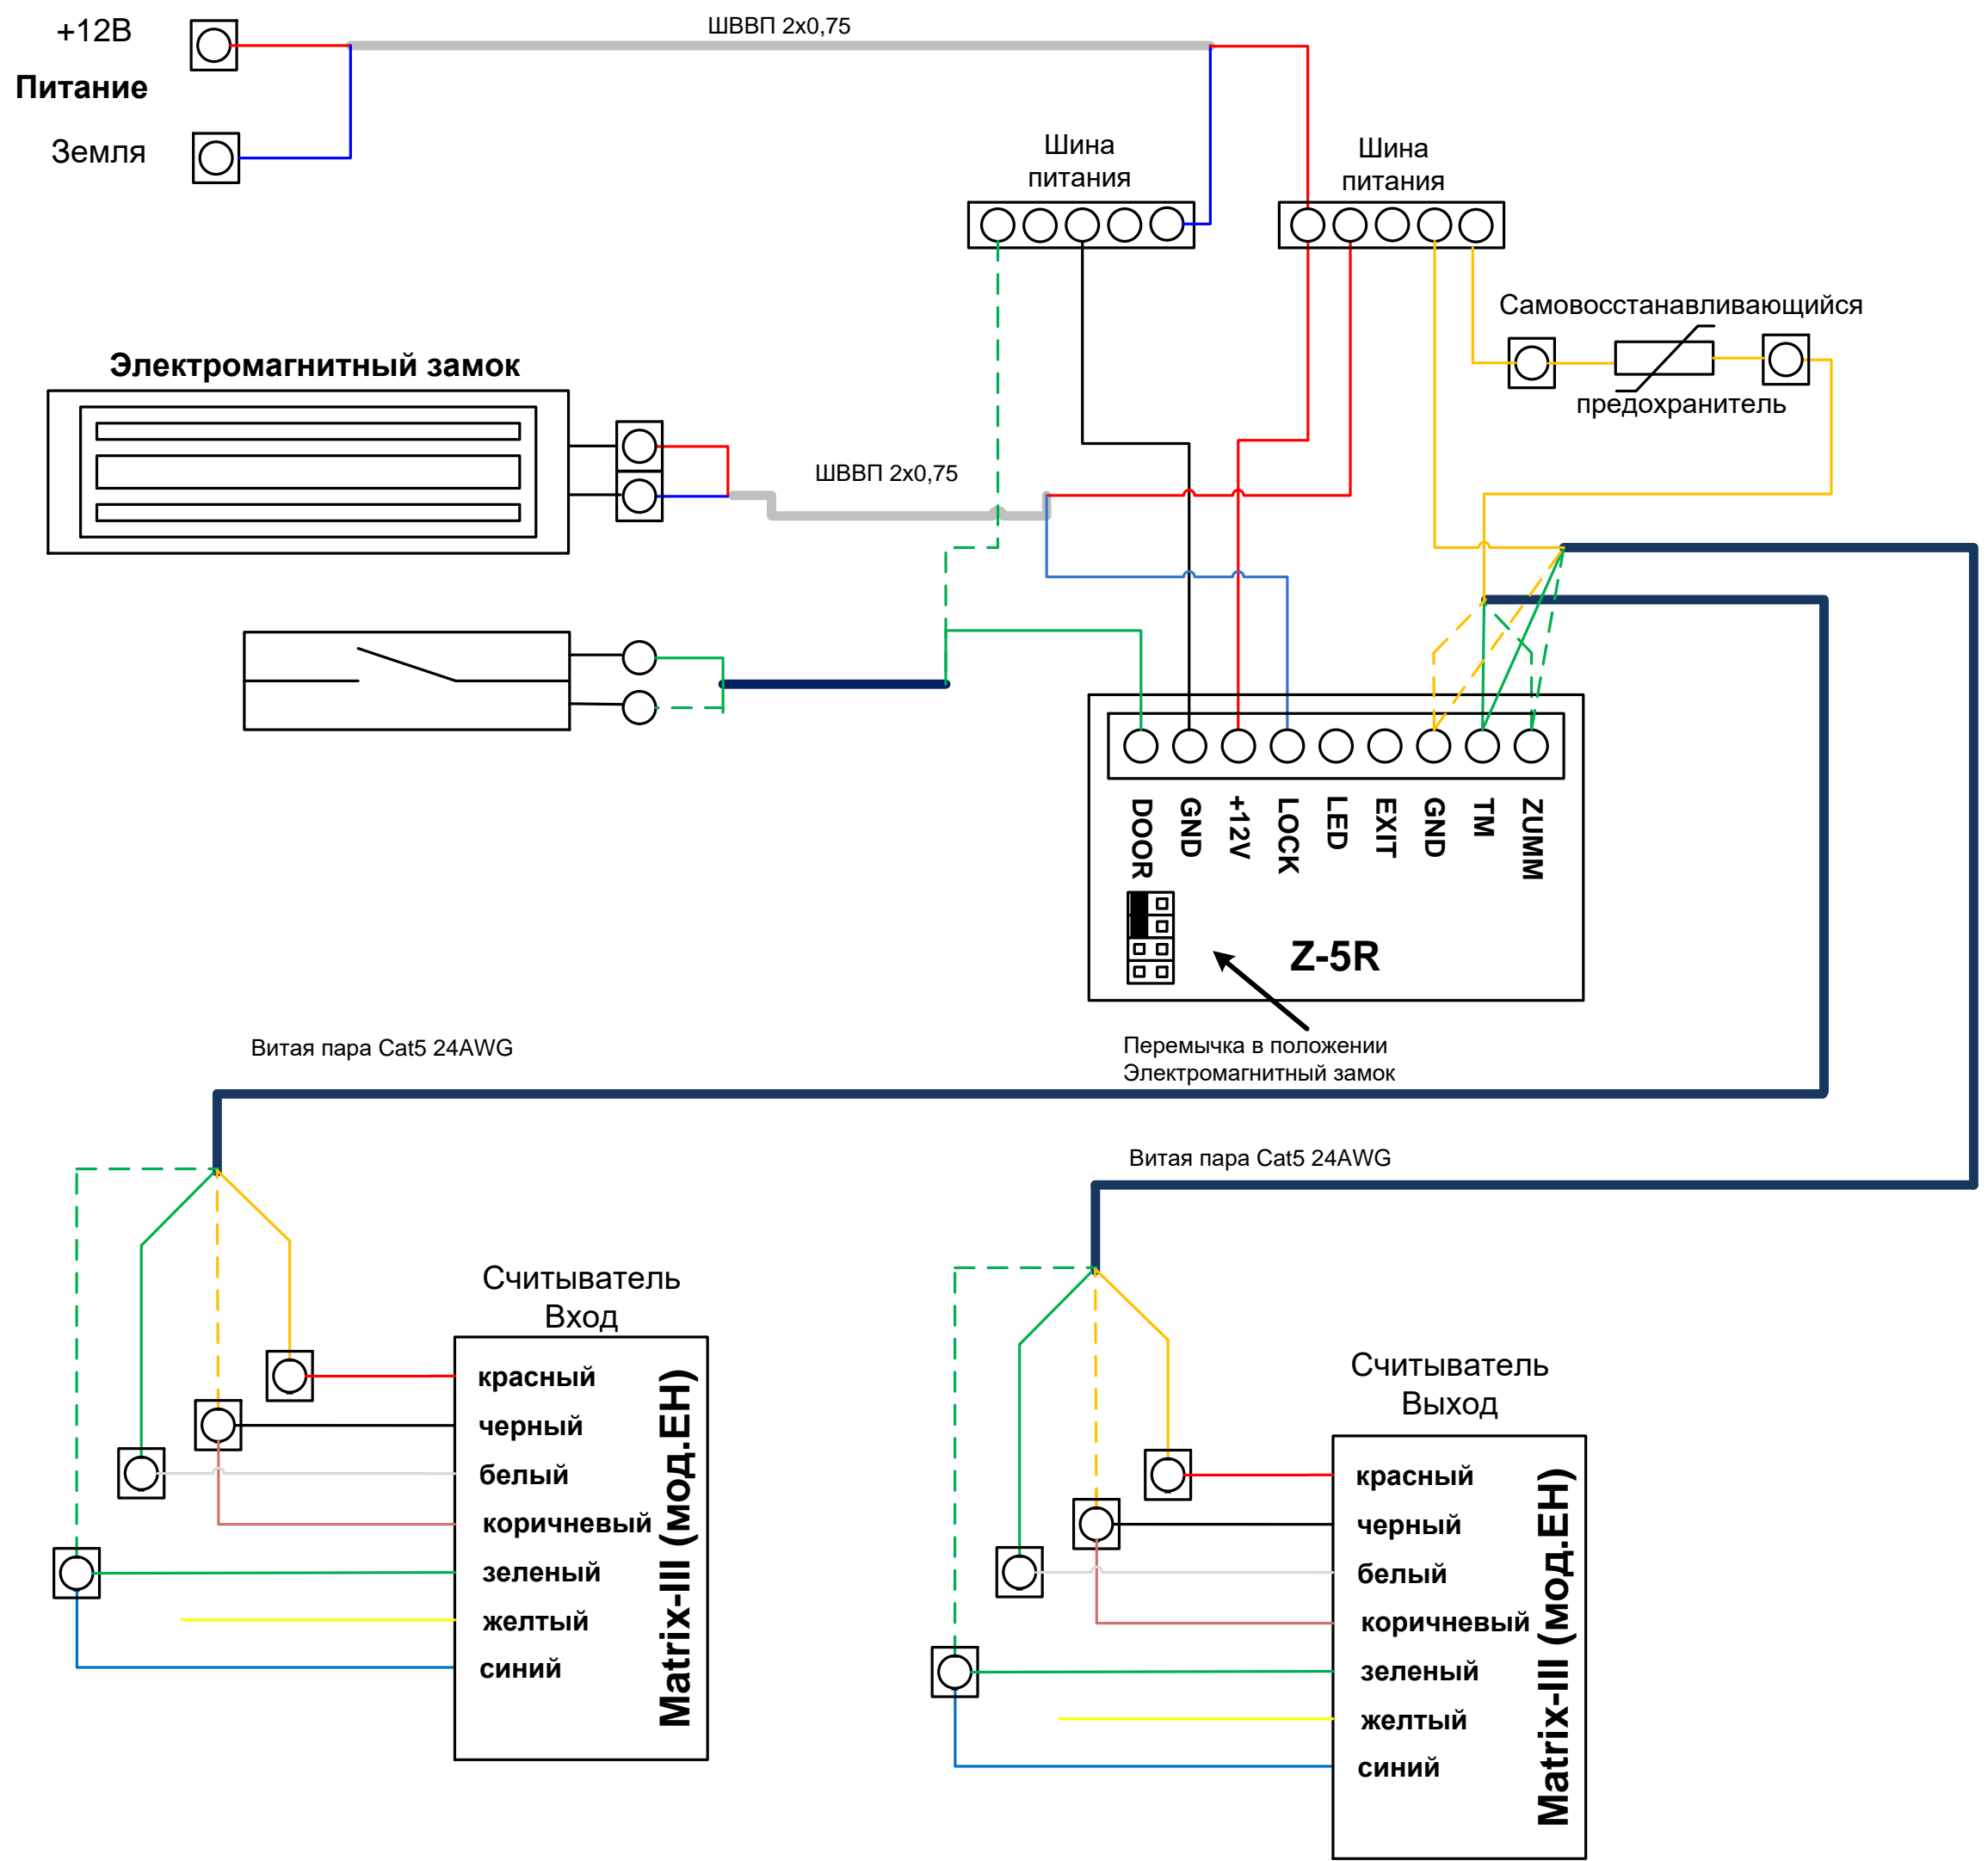 +12В
ШВВП 2х0,75
Питание
Земля
Шина
питания
Шина
питания
Самовосстанавливающийся
предохранитель
Электромагнитный замок
ШВВП 2х0,75
DOOR
GND
+12V
LOCK
LED
EXIT
GND
TM
ZUMM
Z-5R
Перемычка в положении
Электромагнитный замок
Витая пара Cat5 24AWG
Витая пара Cat5 24AWG
Считыватель
Вход
красный
черный
белый
коричневый
зеленый
желтый
синий
Matrix-III (мод.ЕН)
Считыватель
Выход
красный
черный
белый
коричневый
зеленый
желтый
синий
Matrix-III (мод.ЕН)